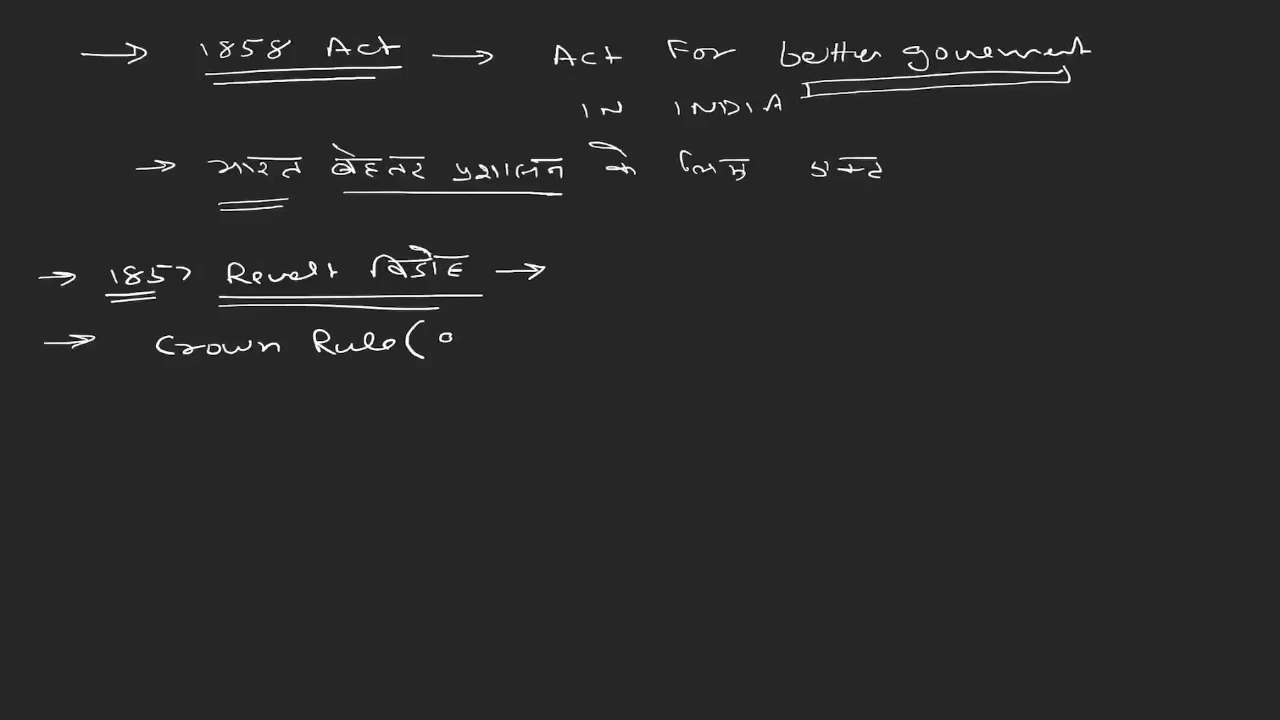 → 1858 Act → Act For better government
IN INDIA
→ भारत बेहतर प्रशासन के लिए एक्ट
→ 1857 Revolt विद्रोह →
→ Crown Rule (